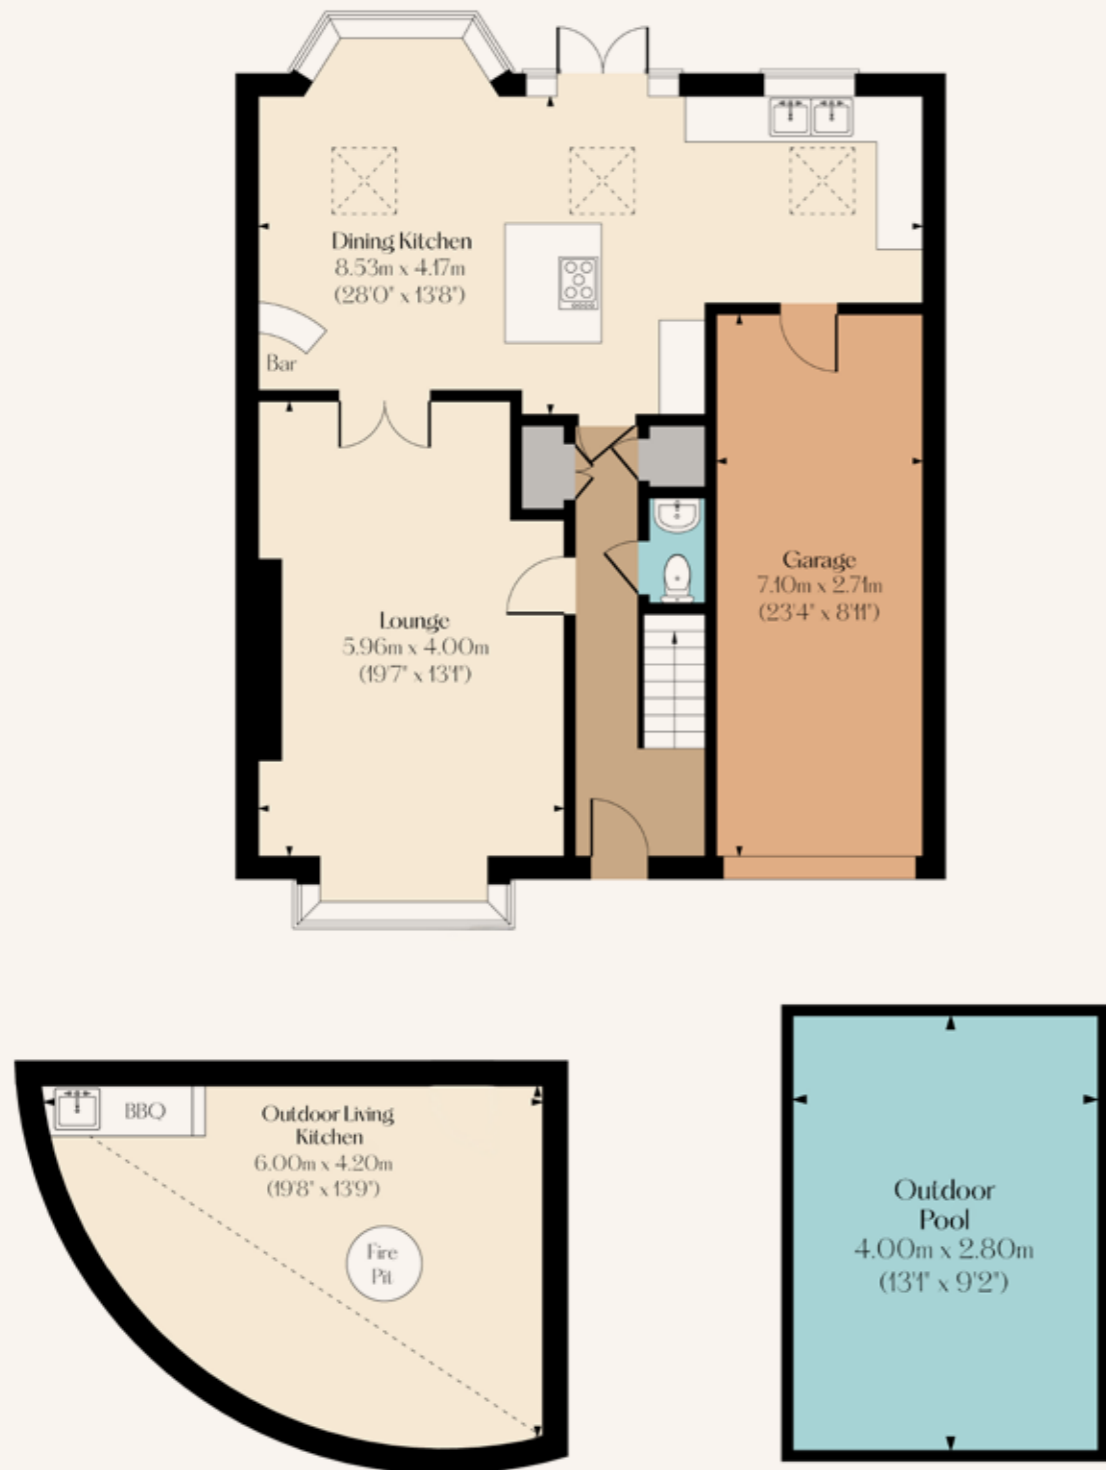 Dining Kitchen
8.53m x 4.17m
(28'0" x 13'8")
Bar
Garage
7.10m x 2.71m
(23'4" x 8'11")
Lounge
5.96m x 4.00m
(19'7" x 13'1")
BBQ
Outdoor Living
Kitchen
6.00m x 4.20m
(19'8" x 13'9")
Fire
Pit
Outdoor
Pool
4.00m x 2.80m
(13'1" x 9'2")